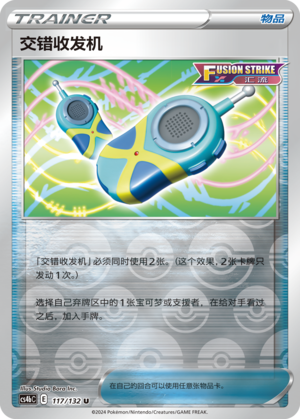 TRAINER
物品
交错收发机
FUSION STRIKE
汇流
「交错收发机」必须同时使用2张。(这个效果,2张卡牌只
发动1次。)
选择自己弃牌区中的1张宝可梦或支援者,在给对手看过
之后,加入手牌。
Illus. Studio Bora Inc.
CS4bC C 117/132 U
在自己的回合可以使用任意张物品卡。
©2024 Pokémon/Nintendo/Creatures/GAME FREAK.